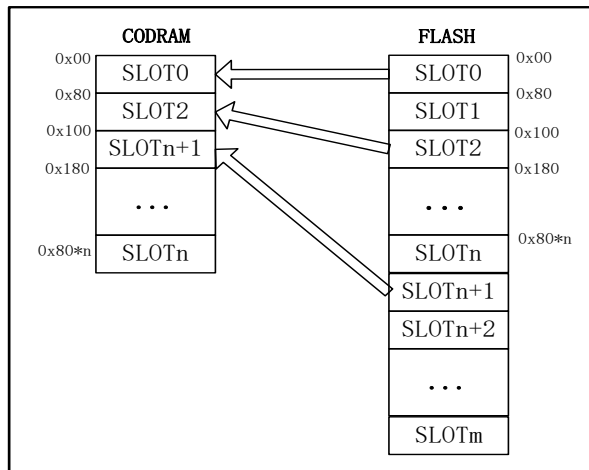 CODRAM
0x00
SLOT0
0x80
SLOT2
0x100
SLOTn+1
0x180
...
0x80*n
SLOTn
FLASH
SLOT0
0x00
SLOT1
0x80
SLOT2
0x100
0x180
...
SLOTn
0x80*n
SLOTn+1
SLOTn+2
...
SLOTm